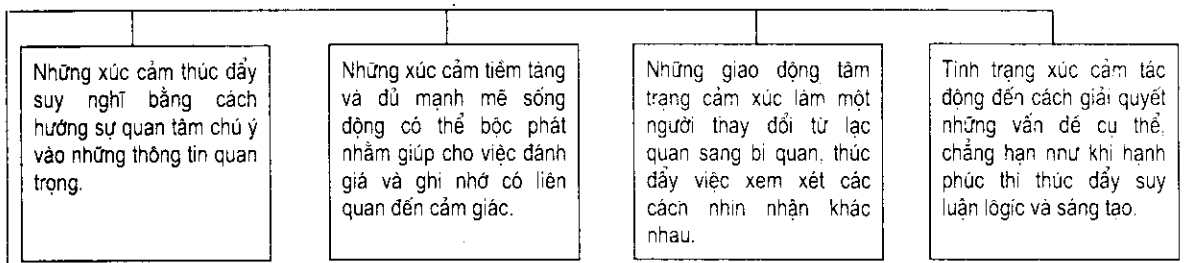 Những xúc cảm thúc đẩy
suy nghĩ bằng cách
hướng sự quan tâm chú ý
vào những thông tin quan
trọng.
Những xúc cảm tiềm tàng
và đủ mạnh mẽ sống
động có thể bộc phát
nhằm giúp cho việc đánh
giá và ghi nhớ có liên
quan đến cảm giác.
Những giao động tâm
trạng cảm xúc làm một
người thay đổi từ lạc
quan sang bi quan, thúc
đẩy việc xem xét các
cách nhìn nhận khác
nhau.
Tình trạng xúc cảm tác
động đến cách giải quyết
những vấn đề cụ thể,
chẳng hạn như khi hạnh
phúc thì thúc đẩy suy
luận lôgíc và sáng tạo.